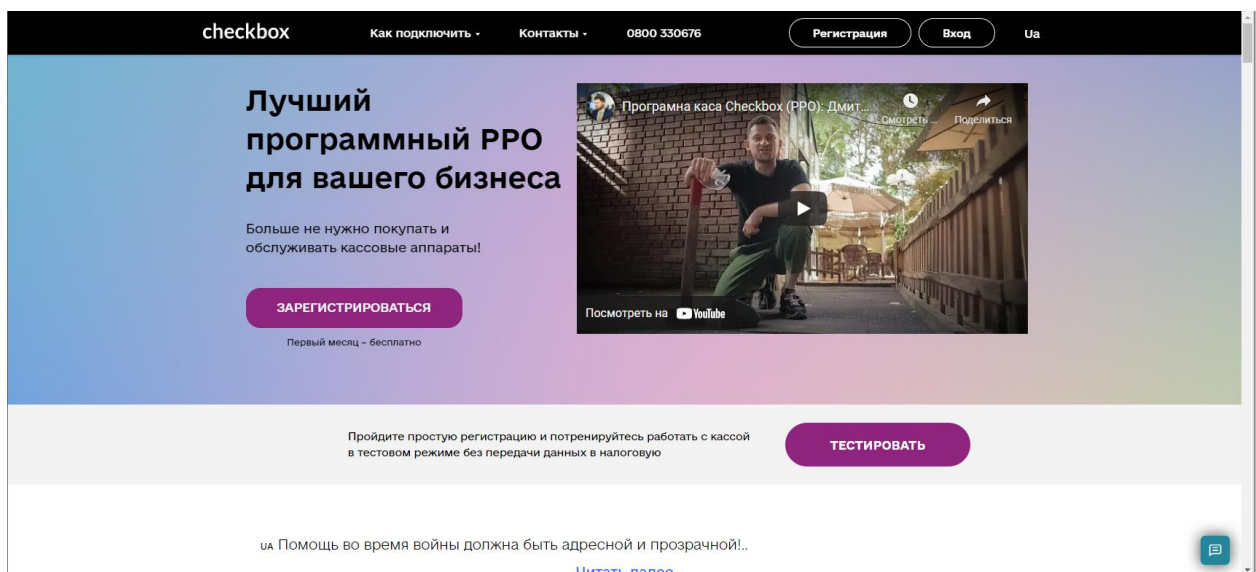 checkbox
Как подключить
Контакты
0800 330676
Регистрация
Вход
Ua
Лучший
программный РРО
для вашего бизнеса
Больше не нужно покупать и
обслуживать кассовые аппараты!
ЗАРЕГИСТРИРОВАТЬСЯ
Первый месяц – бесплатно
Програмна каса Checkbox (РРО): Дмит...
Смотреть ...
Поделиться
Посмотреть на YouTube
Пройдите простую регистрацию и потренируйтесь работать с кассой
в тестовом режиме без передачи данных в налоговую
ТЕСТИРОВАТЬ
UA Помощь во время войны должна быть адресной и прозрачной!..
Читать далее